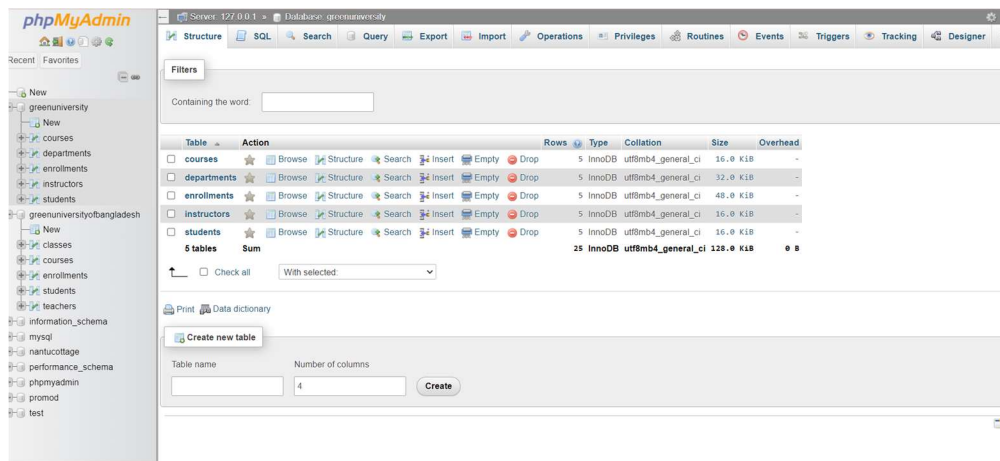 phpMyAdmin
Recent Favorites
New
greenuniversity
New
courses
departments
enrollments
instructors
students
greenuniversityofbangladesh
New
classes
courses
enrollments
students
teachers
information_schema
mysql
nantucottage
performance_schema
phpmyadmin
promod
test
Server: 127.0.0.1 » Database: greenuniversity
Structure SQL Search Query Export Import Operations Privileges Routines Events Triggers Tracking Designer
Filters
Containing the word:
Table Action Rows Type Collation Size Overhead
courses Browse Structure Search Insert Empty Drop 5 InnoDB utf8mb4_general_ci 16.0 KiB -
departments Browse Structure Search Insert Empty Drop 5 InnoDB utf8mb4_general_ci 32.0 KiB -
enrollments Browse Structure Search Insert Empty Drop 5 InnoDB utf8mb4_general_ci 48.0 KiB -
instructors Browse Structure Search Insert Empty Drop 5 InnoDB utf8mb4_general_ci 16.0 KiB -
students Browse Structure Search Insert Empty Drop 5 InnoDB utf8mb4_general_ci 16.0 KiB -
5 tables Sum 25 InnoDB utf8mb4_general_ci 128.0 KiB 0 B
Check all With selected:
Print Data dictionary
Create new table
Table name Number of columns
4 Create